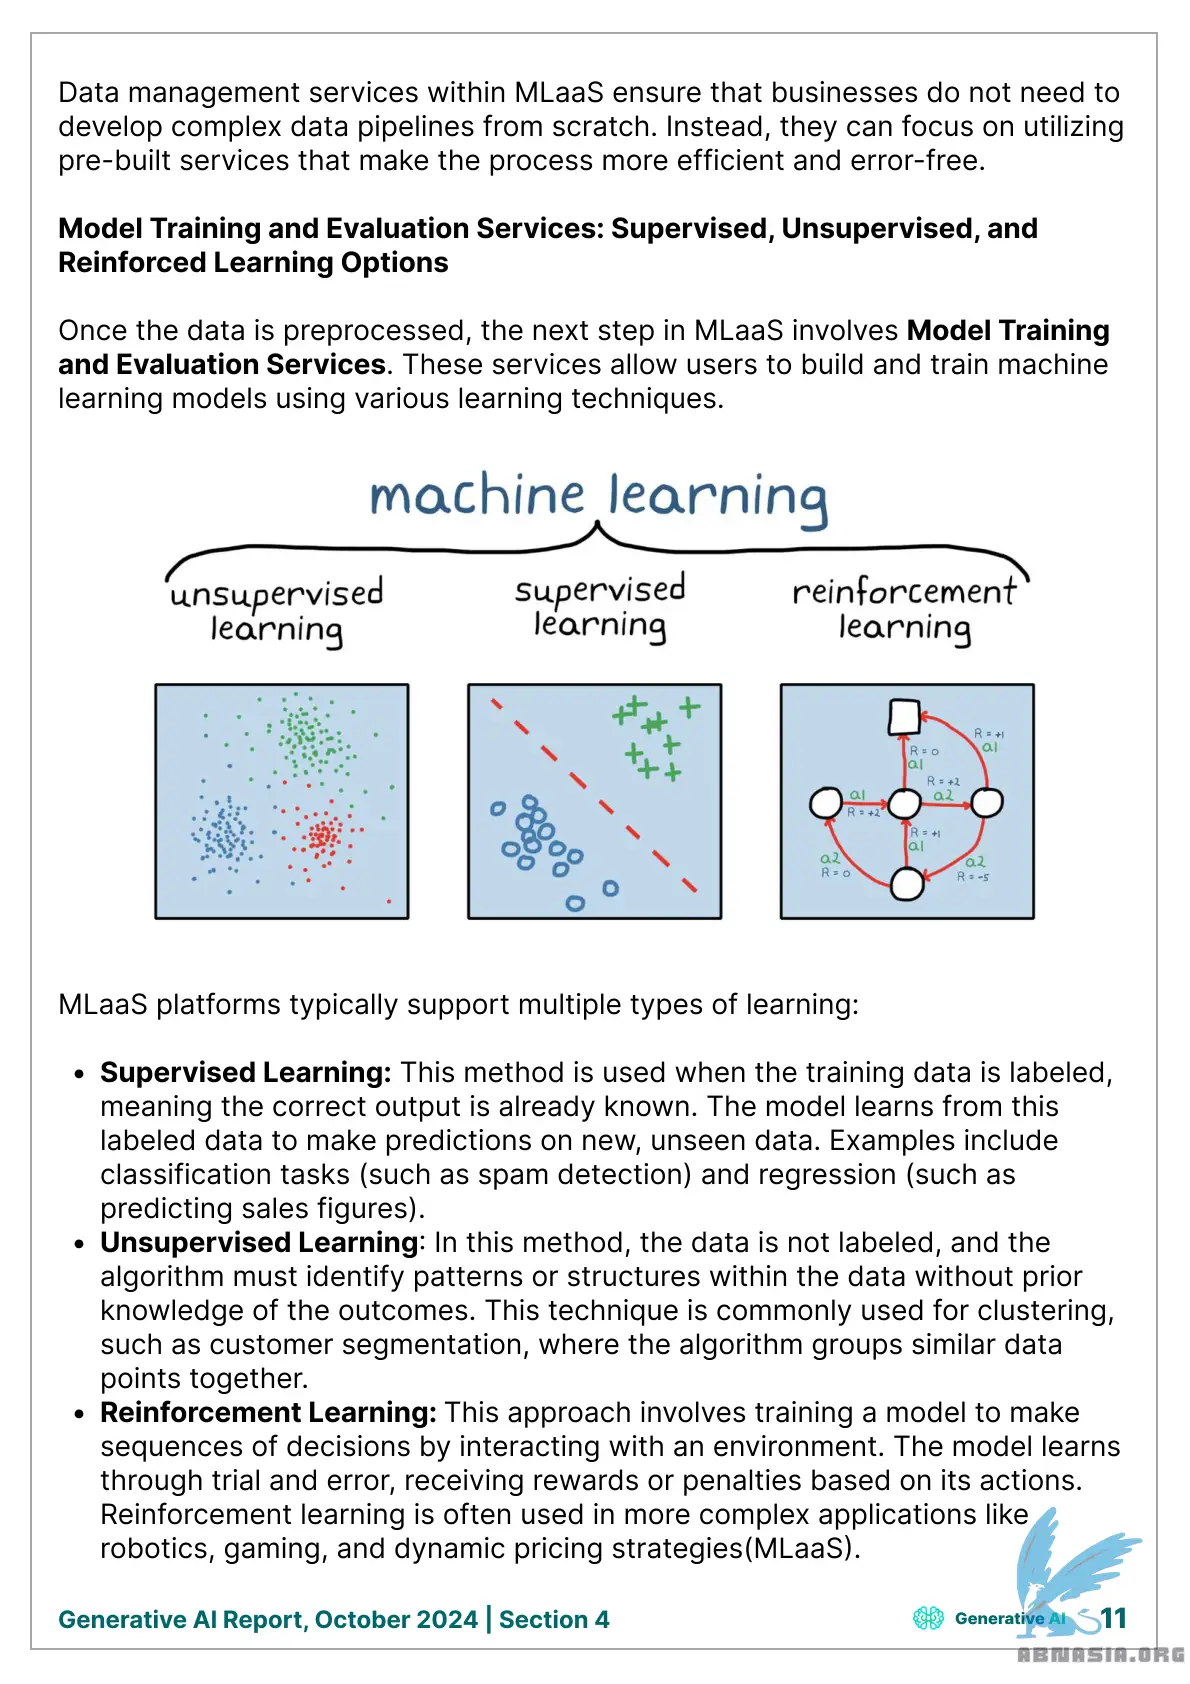 Data management services within MLaaS ensure that businesses do not need to
develop complex data pipelines from scratch. Instead, they can focus on utilizing
pre-built services that make the process more efficient and error-free.
Model Training and Evaluation Services: Supervised, Unsupervised, and
Reinforced Learning Options
Once the data is preprocessed, the next step in MLaaS involves Model Training
and Evaluation Services. These services allow users to build and train machine
learning models using various learning techniques.
machine learning
unsupervised
learning
supervised
learning
reinforcement
learning
R = +1
a1
R = 0
a1
R = +2
a2
a1
R = +2
R = +1
a1
a2
R = 0
a2
R = -5
MLaaS platforms typically support multiple types of learning:
• Supervised Learning: This method is used when the training data is labeled,
meaning the correct output is already known. The model learns from this
labeled data to make predictions on new, unseen data. Examples include
classification tasks (such as spam detection) and regression (such as
predicting sales figures).
• Unsupervised Learning: In this method, the data is not labeled, and the
algorithm must identify patterns or structures within the data without prior
knowledge of the outcomes. This technique is commonly used for clustering,
such as customer segmentation, where the algorithm groups similar data
points together.
• Reinforcement Learning: This approach involves training a model to make
sequences of decisions by interacting with an environment. The model learns
through trial and error, receiving rewards or penalties based on its actions.
Reinforcement learning is often used in more complex applications like
robotics, gaming, and dynamic pricing strategies(MLaaS).
Generative AI Report, October 2024 | Section 4
Generative AI
11
ABNASIA.ORG